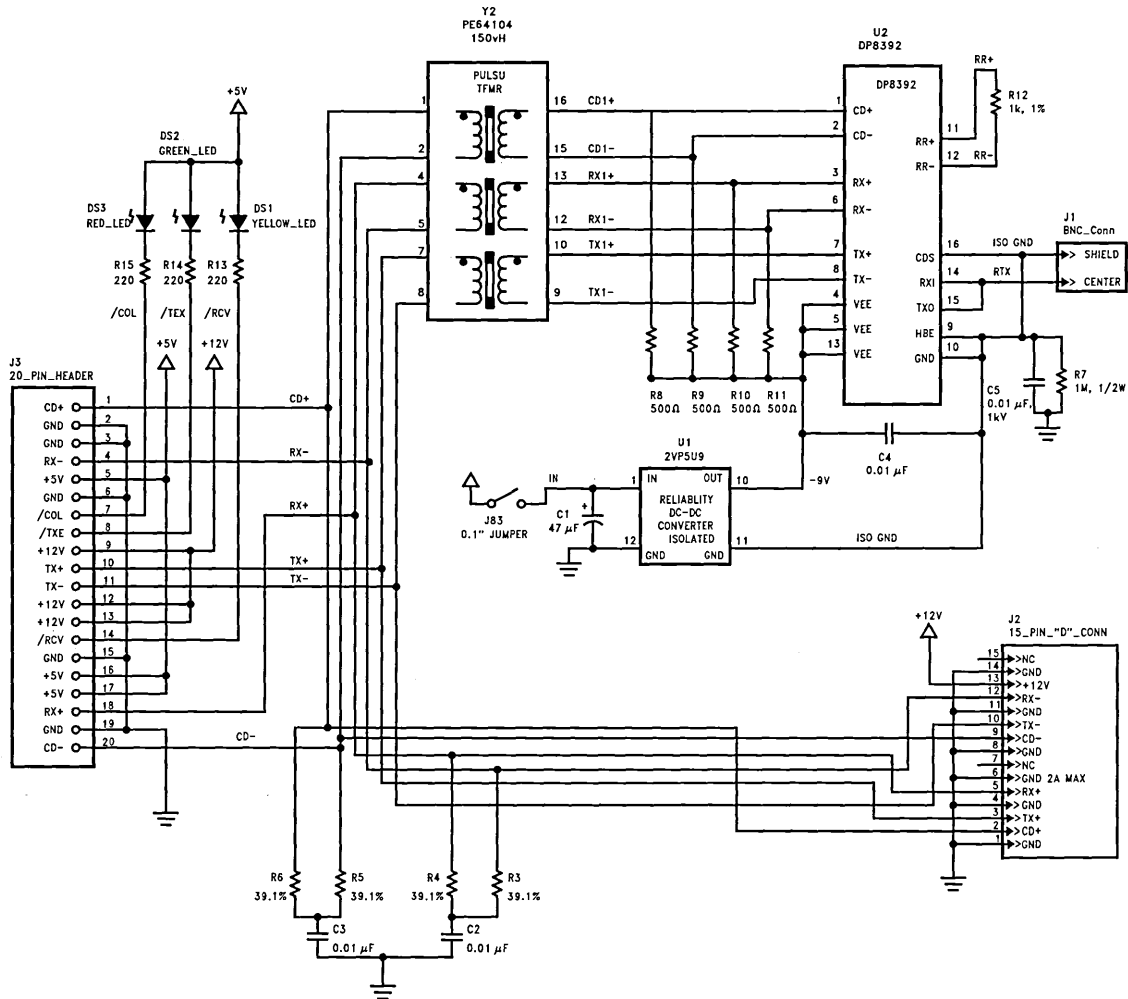 Y2
PE64104
150vH
PULSU
TFMR
1
2
4
5
7
8
16
15
13
12
10
9
CD1+
CD1-
RX1+
RX1-
TX1+
TX1-
U2
DP8392
DP8392
1 CD+
2 CD-
3 RX+
6 RX-
7 TX+
8 TX-
4 VEE
5 VEE
13 VEE
RR+ 11
RR- 12
CDS 16
RXI 14
TXO 15
HBE 9
GND 10
RR+
RR-
R12
1k, 1%
ISO GND
RTX
J1
BNC_Conn
SHIELD
CENTER
C5
0.01 µF,
1kV
R7
1M, 1/2W
R8
500Ω
R9
500Ω
R10
500Ω
R11
500Ω
C4
0.01 µF
-9V
U1
2VP5U9
1 IN OUT 10
RELIABLITY
DC-DC
CONVERTER
ISOLATED
12 GND GND 11
ISO GND
IN
J83
0.1" JUMPER
C1
47 µF
+
+5V
DS2
GREEN_LED
DS3
RED_LED
DS1
YELLOW_LED
R15
220
R14
220
R13
220
/COL
/TEX
/RCV
+5V
+12V
J3
20_PIN_HEADER
CD+ 1
GND 2
GND 3
RX- 4
+5V 5
GND 6
/COL 7
/TXE 8
+12V 9
TX+ 10
TX- 11
+12V 12
+12V 13
/RCV 14
GND 15
+5V 16
+5V 17
RX+ 18
GND 19
CD- 20
CD+
RX-
RX+
TX+
TX-
CD-
+12V
J2
15_PIN_"D"_CONN
15 NC
14 GND
13 +12V
12 RX-
11 GND
10 TX-
9 CD-
8 GND
7 NC
6 GND 2A MAX
5 RX+
4 GND
3 TX+
2 CD+
1 GND
R6
39.1%
R5
39.1%
R4
39.1%
R3
39.1%
C3
0.01 µF
C2
0.01 µF